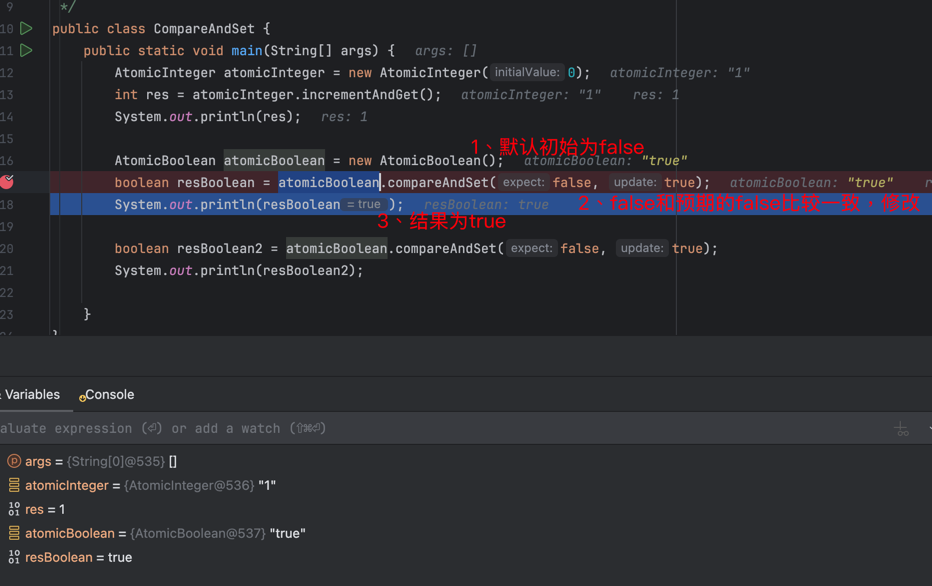 9 */
10 public class CompareAndSet {
11 public static void main(String[] args) { args: []
12 AtomicInteger atomicInteger = new AtomicInteger( initialValue: 0); atomicInteger: "1"
13 int res = atomicInteger.incrementAndGet(); atomicInteger: "1" res: 1
14 System.out.println(res); res: 1
15
1、默认初始为false
16 AtomicBoolean atomicBoolean = new AtomicBoolean(); atomicBoolean: "true"
boolean resBoolean = atomicBoolean.compareAndSet( expect: false, update: true); atomicBoolean: "true" r
18 System.out.println(resBoolean = true ); resBoolean: true
2、false和预期的false比较一致，修改
19
3、结果为true
20 boolean resBoolean2 = atomicBoolean.compareAndSet( expect: false, update: true);
21 System.out.println(resBoolean2);
22
23 }
Variables
Console
aluate expression (⏎) or add a watch (⇧⌘⏎)
args = {String[0]@535} []
atomicInteger = {AtomicInteger@536} "1"
res = 1
atomicBoolean = {AtomicBoolean@537} "true"
resBoolean = true